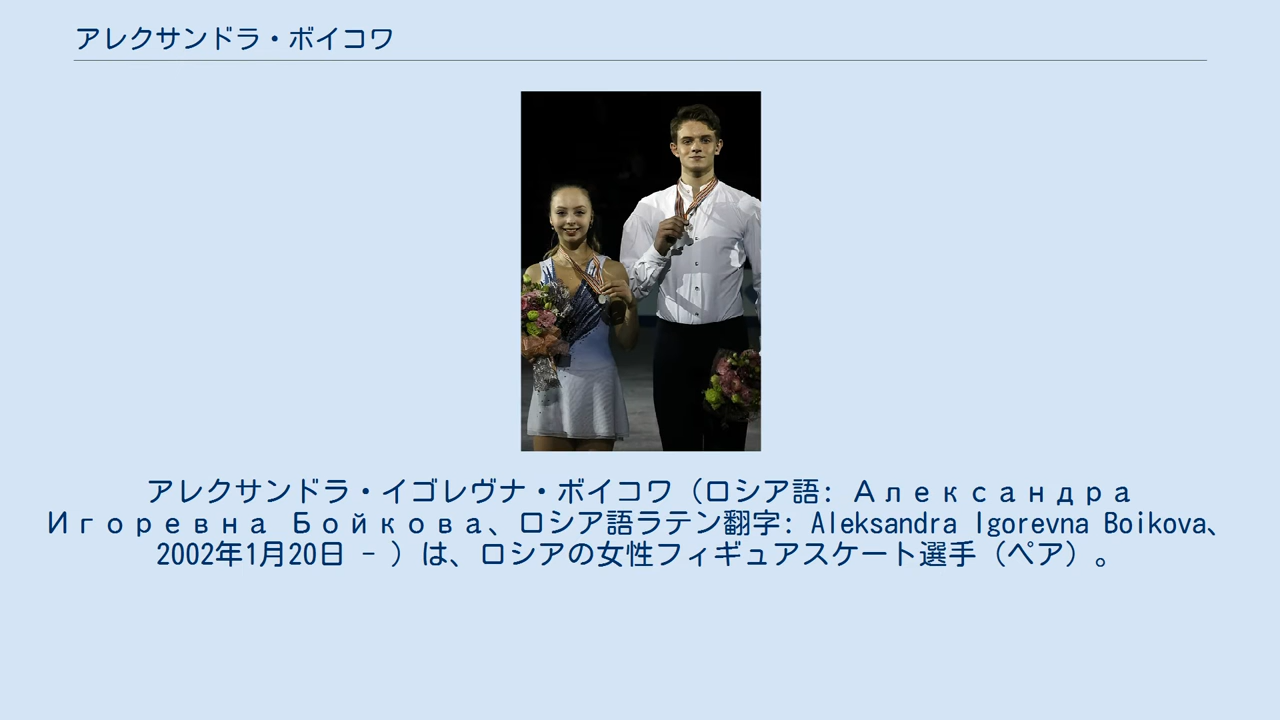 アレクサンドラ・ボイコワ
アレクサンドラ・イゴレヴナ・ボイコワ（ロシア語: Александра
Игоревна Бойкова、ロシア語ラテン翻字: Aleksandra Igorevna Boikova、
2002年1月20日 - ）は、ロシアの女性フィギュアスケート選手（ペア）。